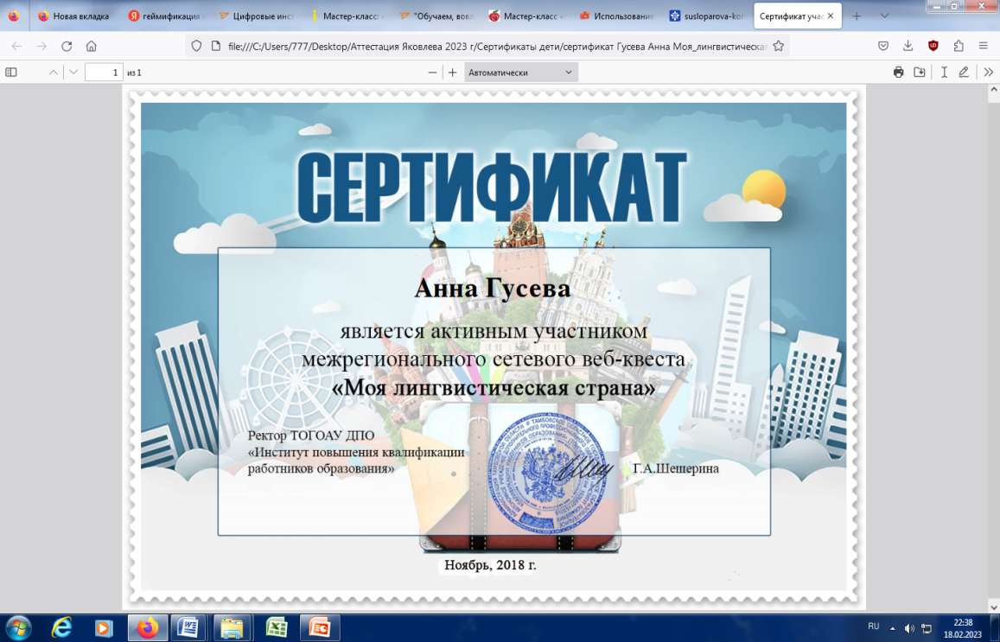 Новая вкладка
геймификация
Цифровые инс
Мастер-класс:
"Обучаем, вовл
Мастер-класс «
Использование
susloparova-kon
Сертификат учас
file:///C:/Users/777/Desktop/Аттестация Яковлева 2023 г/Сертификаты дети/сертификат Гусева Анна Моя_лингвистическая
1 из 1
Автоматически
СЕРТИФИКАТ
Анна Гусева
является активным участником
межрегионального сетевого веб-квеста
«Моя лингвистическая страна»
Ректор ТОГОАУ ДПО
«Институт повышения квалификации
работников образования»
Г.А.Шешерина
Ноябрь, 2018 г.
RU
22:38
18.02.2023